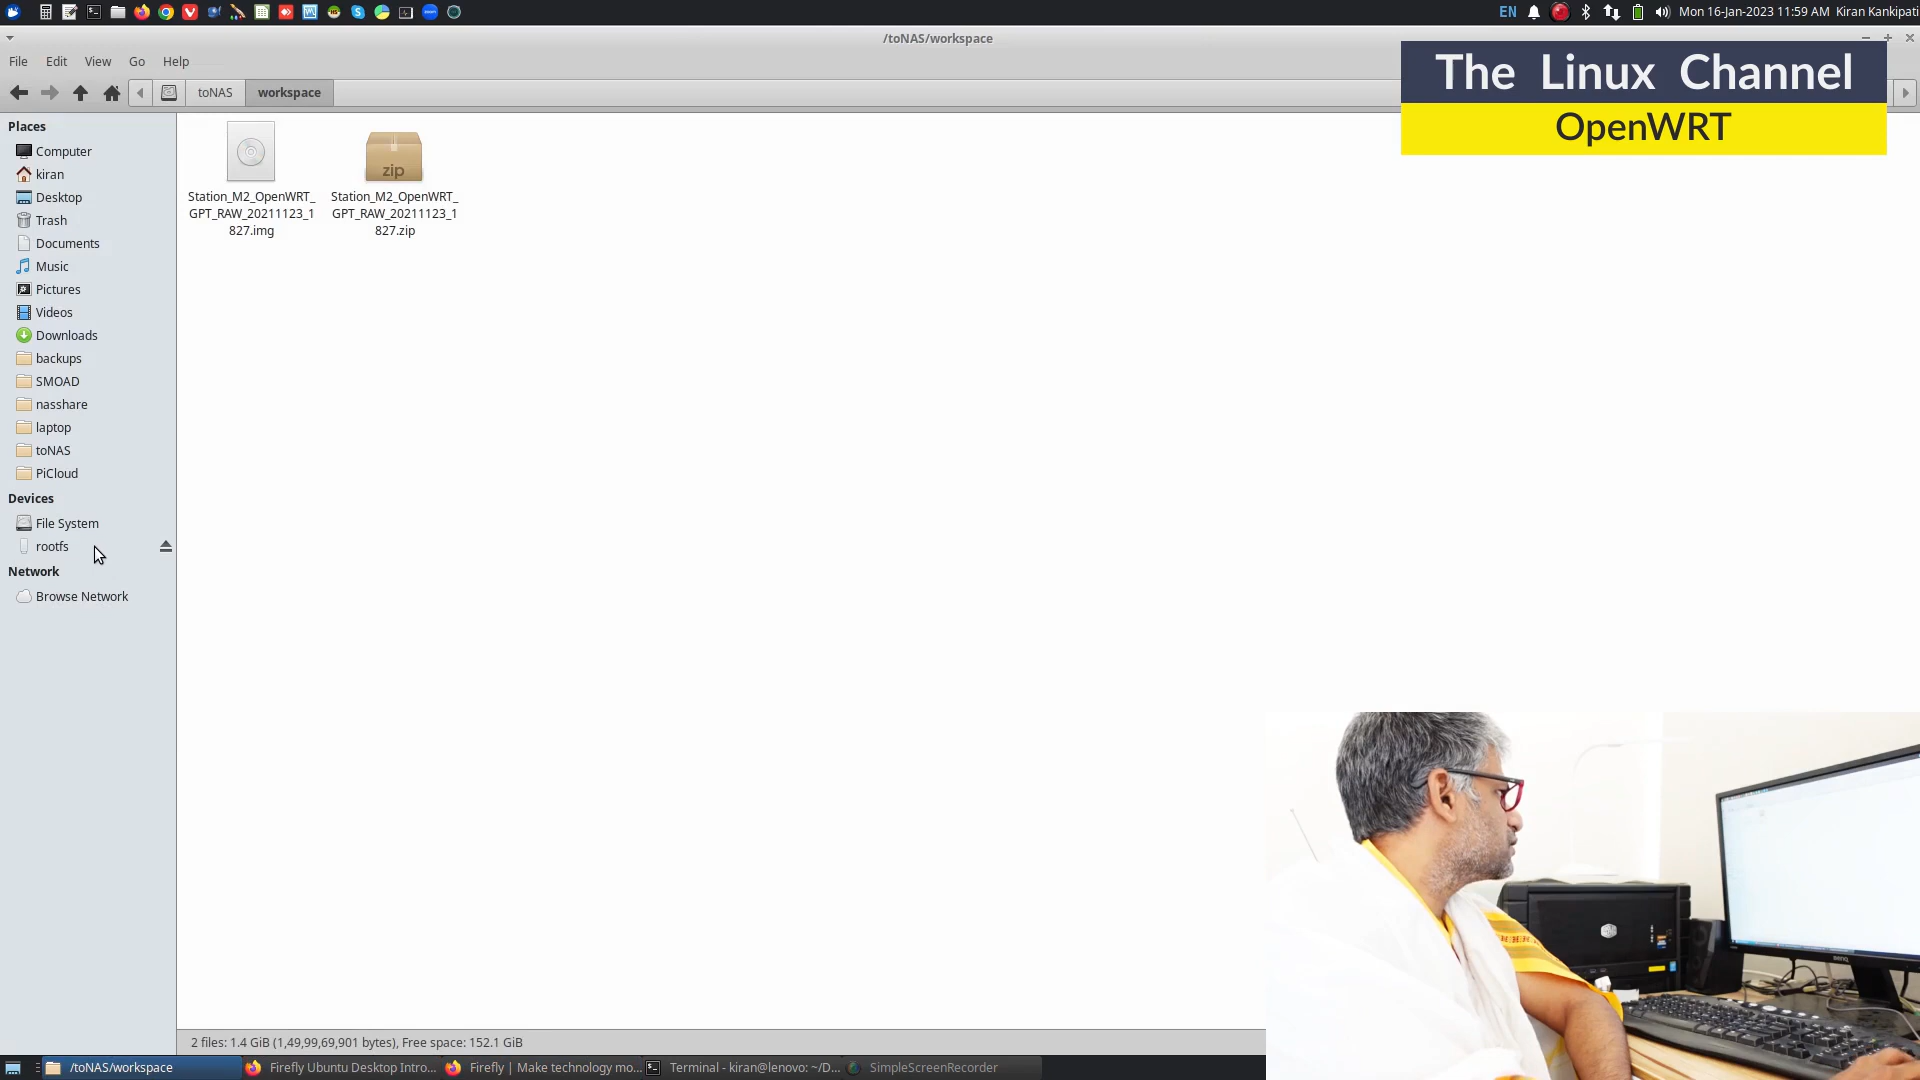 EN
Mon 16-Jan-2023 11:59 AM Kiran Kankipati
/toNAS/workspace
File Edit View Go Help
toNAS workspace
The Linux Channel
OpenWRT
Places
Computer
kiran
Desktop
Trash
Documents
Music
Pictures
Videos
Downloads
backups
SMOAD
nasshare
laptop
toNAS
PiCloud
Devices
File System
rootfs
Network
Browse Network
Station_M2_OpenWRT_
GPT_RAW_20211123_1
827.img
zip
Station_M2_OpenWRT_
GPT_RAW_20211123_1
827.zip
2 files: 1.4 GiB (1,49,99,69,901 bytes), Free space: 152.1 GiB
/toNAS/workspace
Firefly Ubuntu Desktop Intro...
Firefly | Make technology mo...
Terminal - kiran@lenovo: ~/D...
SimpleScreenRecorder